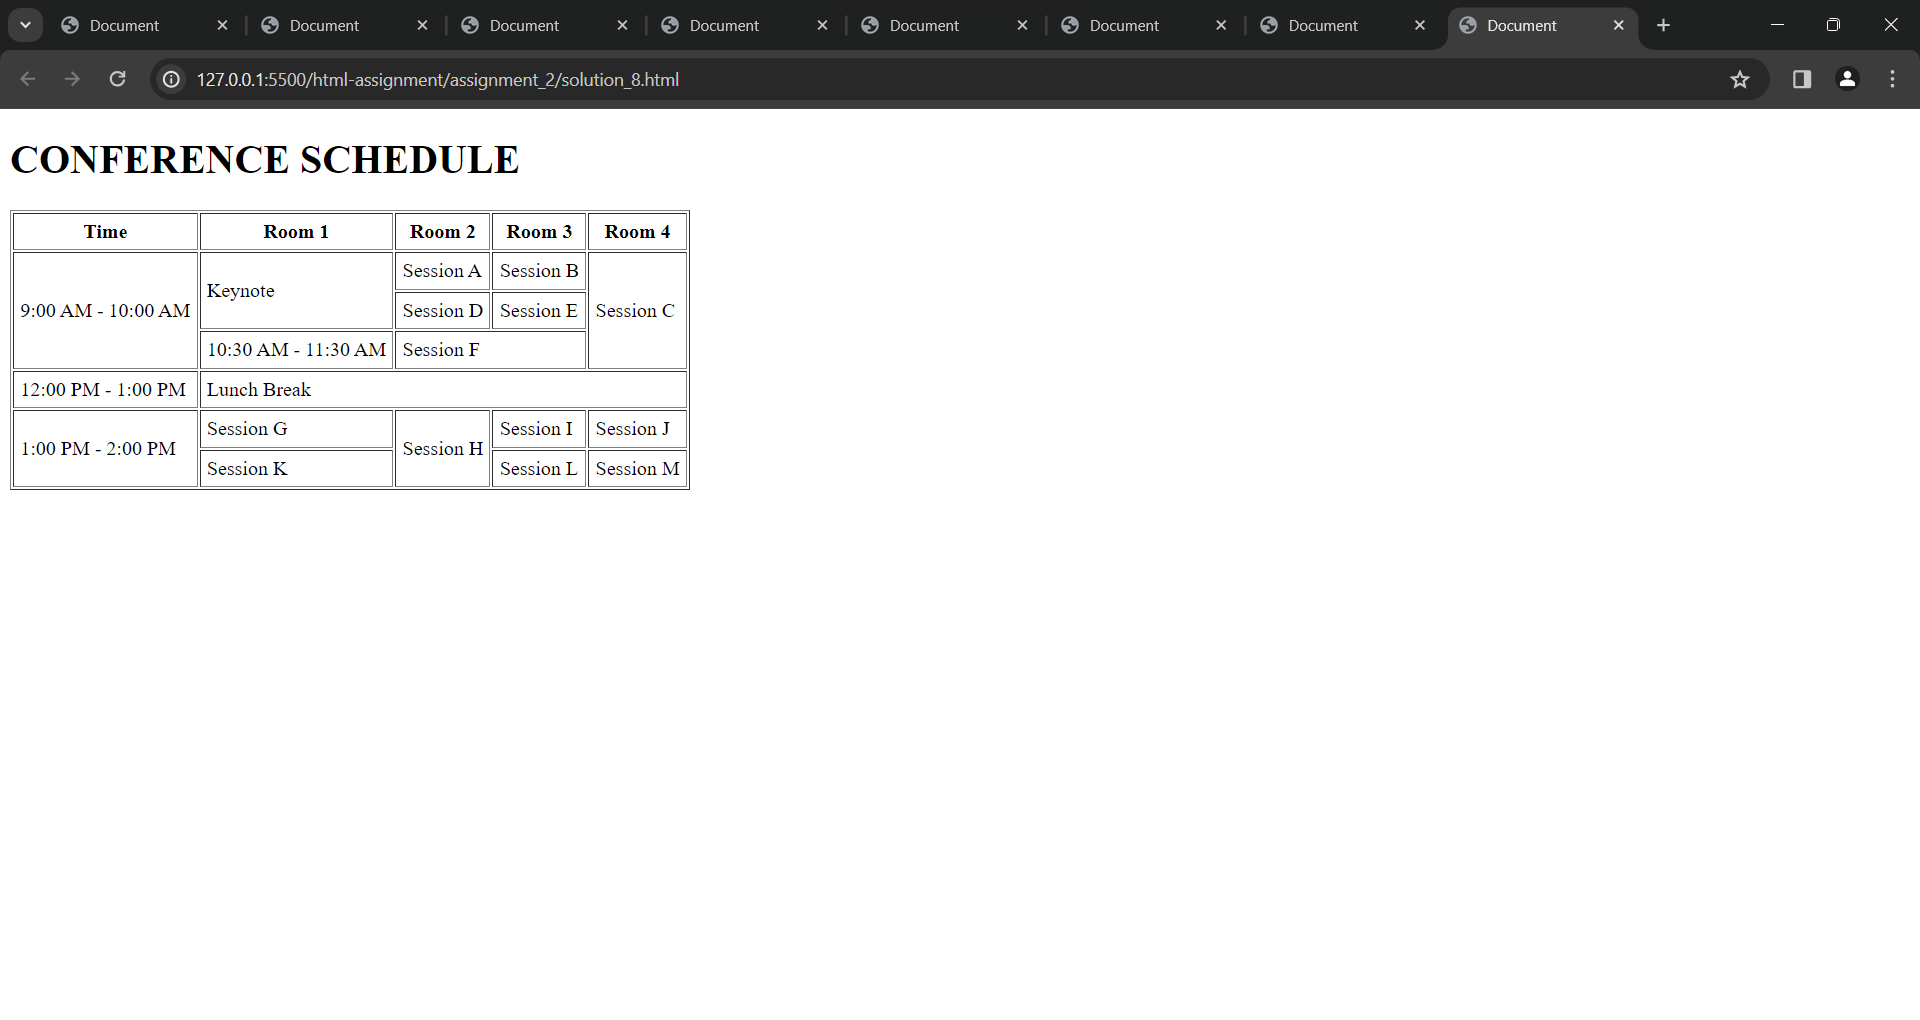 Document Document Document Document Document Document Document Document
127.0.0.1:5500/html-assignment/assignment_2/solution_8.html
CONFERENCE SCHEDULE
Time Room 1 Room 2 Room 3 Room 4
9:00 AM - 10:00 AM Keynote Session A Session B Session C
Session D Session E
10:30 AM - 11:30 AM Session F
12:00 PM - 1:00 PM Lunch Break
1:00 PM - 2:00 PM Session G Session H Session I Session J
Session K Session L Session M